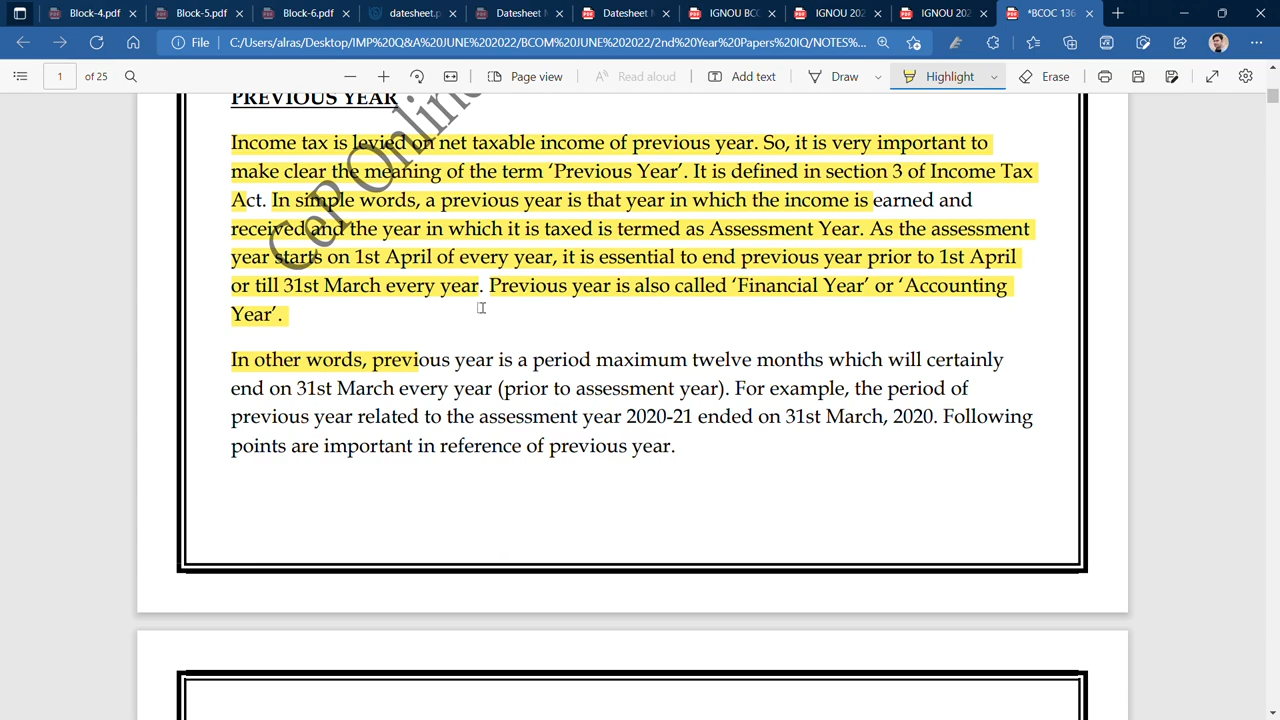 Block-4.pdf
Block-5.pdf
Block-6.pdf
datesheet.p
Datesheet
Datesheet
IGNOU BCC
IGNOU 202
IGNOU 202
*BCOC 136
File C:/Users/alras/Desktop/IMP%20Q&A%20JUNE%202022/BCOM%20JUNE%202022/2nd%20Year%20Papers%20IQ/NOTES%...
1 of 25
Page view
Read aloud
Add text
Draw
Highlight
Erase
PREVIOUS YEAR
CeP Online
Income tax is levied on net taxable income of previous year. So, it is very important to
make clear the meaning of the term ‘Previous Year’. It is defined in section 3 of Income Tax
Act. In simple words, a previous year is that year in which the income is earned and
received and the year in which it is taxed is termed as Assessment Year. As the assessment
year starts on 1st April of every year, it is essential to end previous year prior to 1st April
or till 31st March every year. Previous year is also called ‘Financial Year’ or ‘Accounting
Year’.
In other words, previous year is a period maximum twelve months which will certainly
end on 31st March every year (prior to assessment year). For example, the period of
previous year related to the assessment year 2020-21 ended on 31st March, 2020. Following
points are important in reference of previous year.